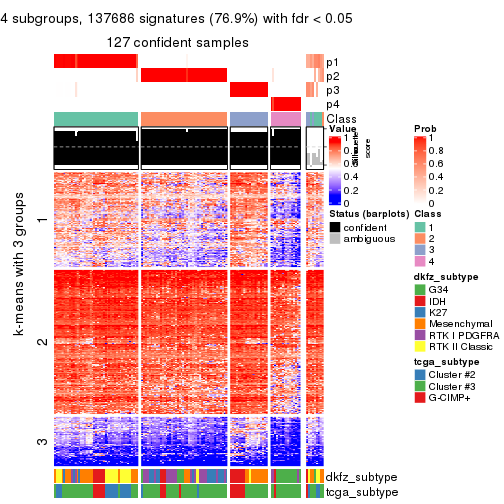 4 subgroups, 137686 signatures (76.9%) with fdr < 0.05
127 confident samples
p1
p2
p3
p4
Class
Silhouette
score
k-means with 3 groups
1
2
3
dkfz_subtype
tcga_subtype
Value
1
0.8
0.6
0.4
0.2
0
Status (barplots)
confident
ambiguous
Prob
1
0.8
0.6
0.4
0.2
0
Class
1
2
3
4
dkfz_subtype
G34
IDH
K27
Mesenchymal
RTK I PDGFRA
RTK II Classic
tcga_subtype
Cluster #2
Cluster #3
G-CIMP+